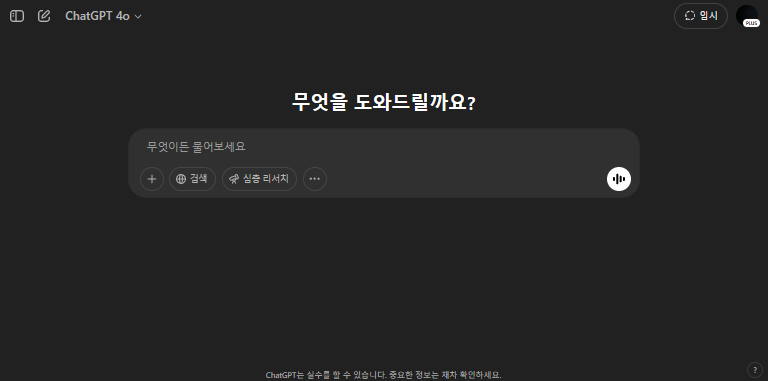 ChatGPT 4o
임시
PLUS
무엇을 도와드릴까요?
무엇이든 물어보세요
검색
심층 리서치
ChatGPT는 실수를 할 수 있습니다. 중요한 정보는 재차 확인하세요.
?